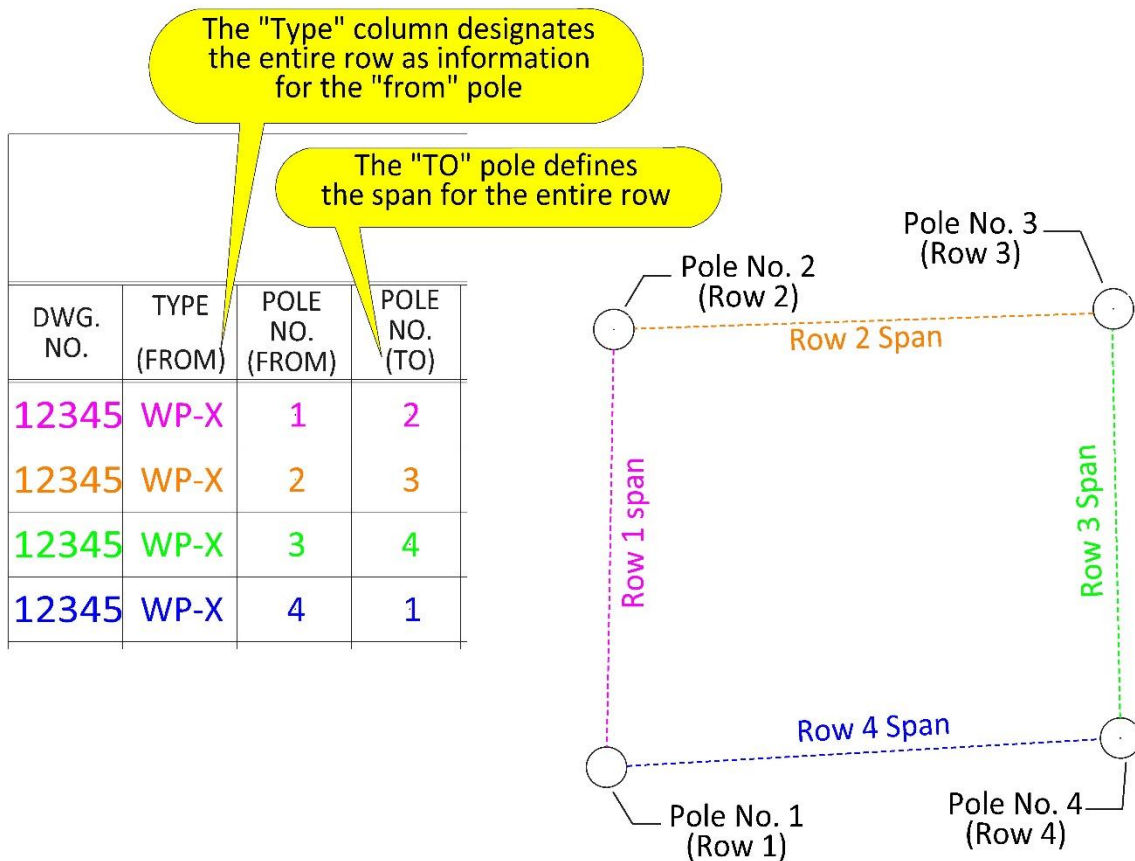 The "Type" column designates
the entire row as information
for the "from" pole
The "TO" pole defines
the span for the entire row
DWG.
NO.
TYPE
(FROM)
POLE
NO.
(FROM)
POLE
NO.
(TO)
12345 WP-X 1 2
12345 WP-X 2 3
12345 WP-X 3 4
12345 WP-X 4 1
Pole No. 2
(Row 2)
Pole No. 3
(Row 3)
Row 2 Span
Row 1 span
Row 3 Span
Row 4 Span
Pole No. 1
(Row 1)
Pole No. 4
(Row 4)